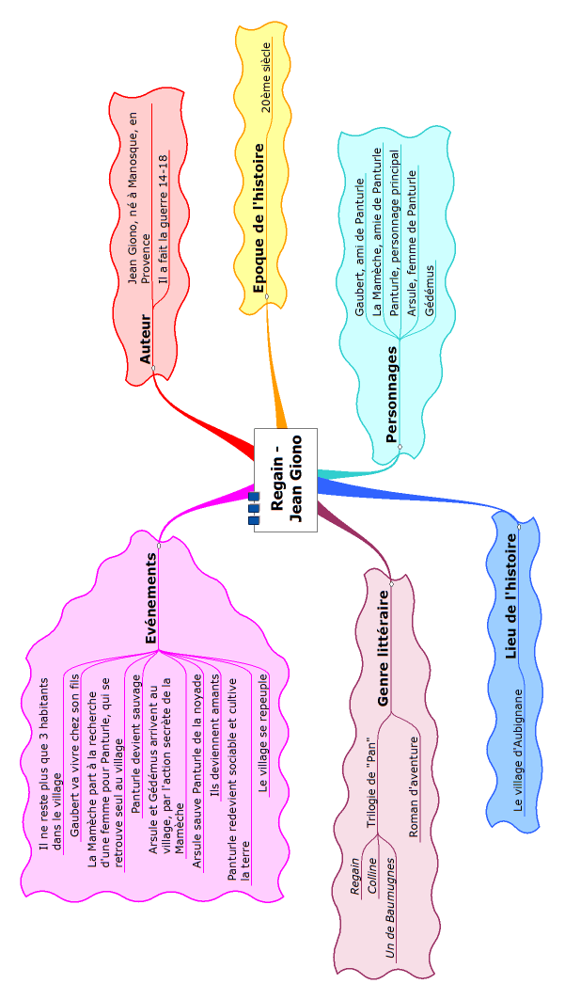 Regain -
Jean Giono
Auteur
Jean Giono, né à Manosque, en
Provence
Il a fait la guerre 14-18
Epoque de l'histoire
20ème siècle
Personnages
Gaubert, ami de Panturle
La Mamèche, amie de Panturle
Panturle, personnage principal
Arsule, femme de Panturle
Gédémus
Lieu de l'histoire
Le village d'Aubignane
Genre littéraire
Trilogie de "Pan"
Regain
Colline
Un de Baumugnes
Roman d'aventure
Evénements
Il ne reste plus que 3 habitants
dans le village
Gaubert va vivre chez son fils
La Mamèche part à la recherche
d'une femme pour Panturle, qui se
retrouve seul au village
Panturle devient sauvage
Arsule et Gédémus arrivent au
village, par l'action secrète de la
Mamèche
Arsule sauve Panturle de la noyade
Ils deviennent amants
Panturle redevient sociable et cultive
la terre
Le village se repeuple